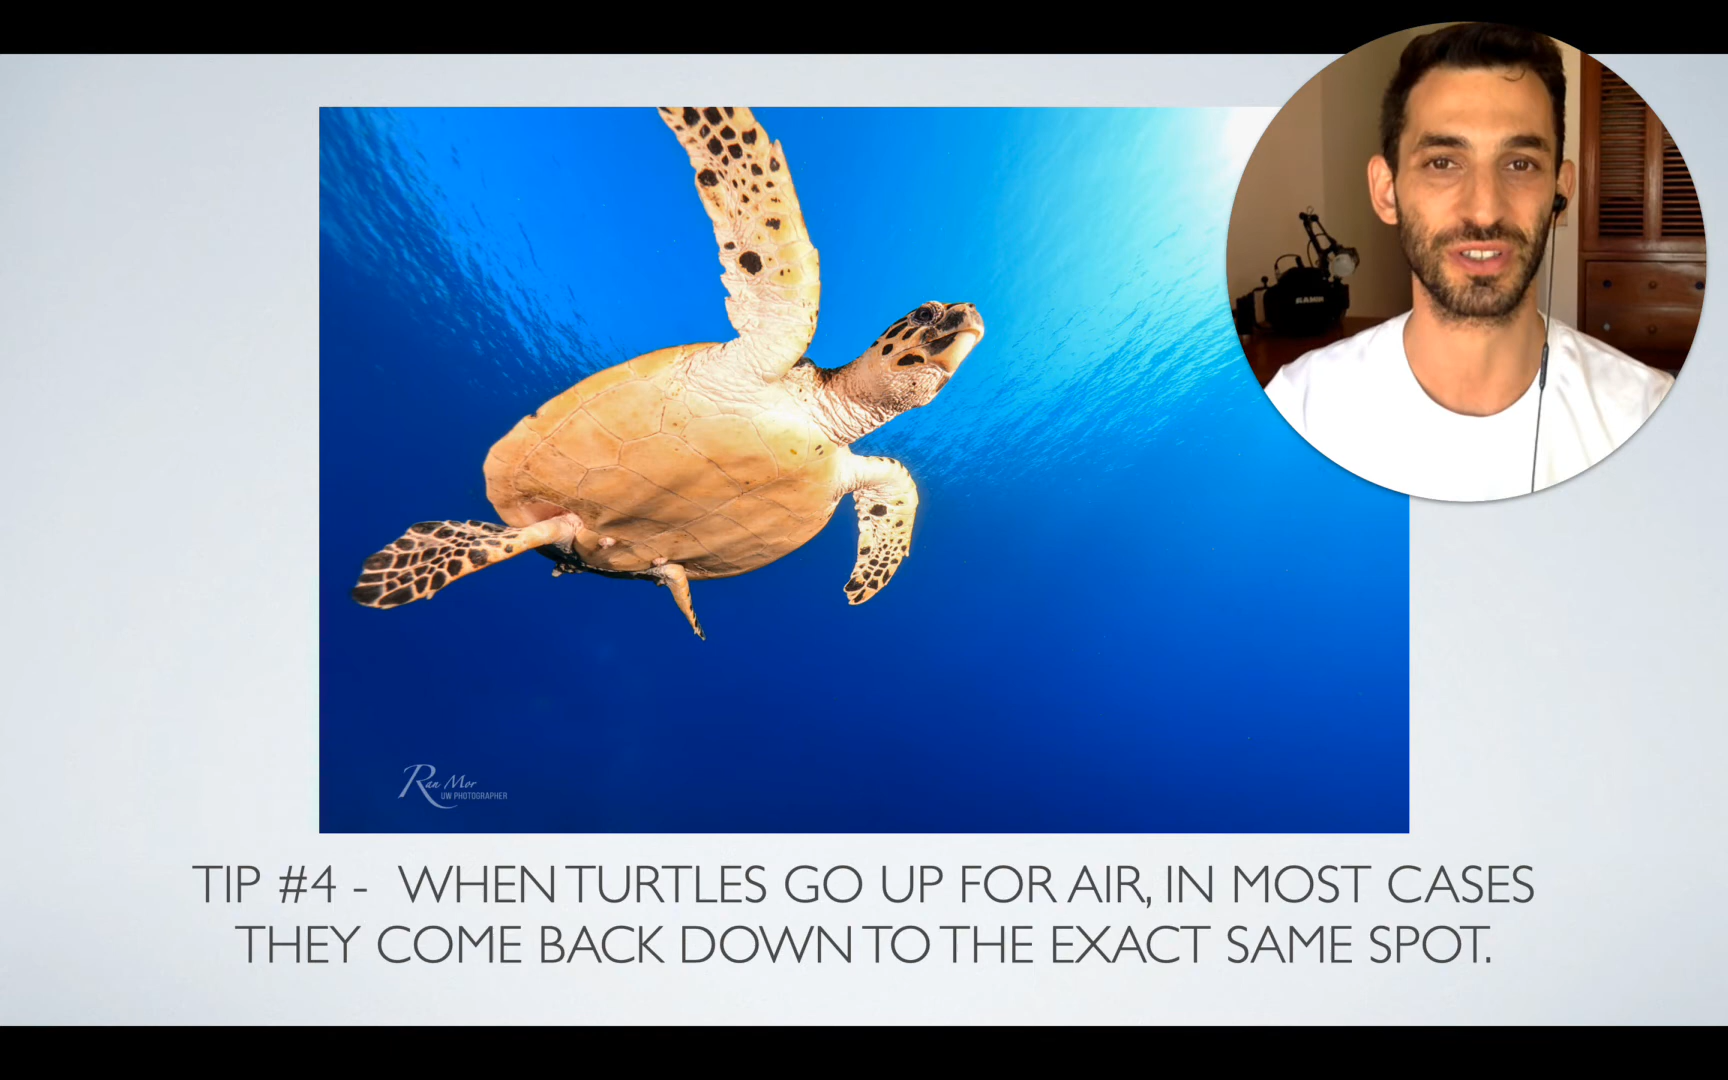 Ran Mor
UW PHOTOGRAPHER
TIP #4 - WHEN TURTLES GO UP FOR AIR, IN MOST CASES
THEY COME BACK DOWN TO THE EXACT SAME SPOT.